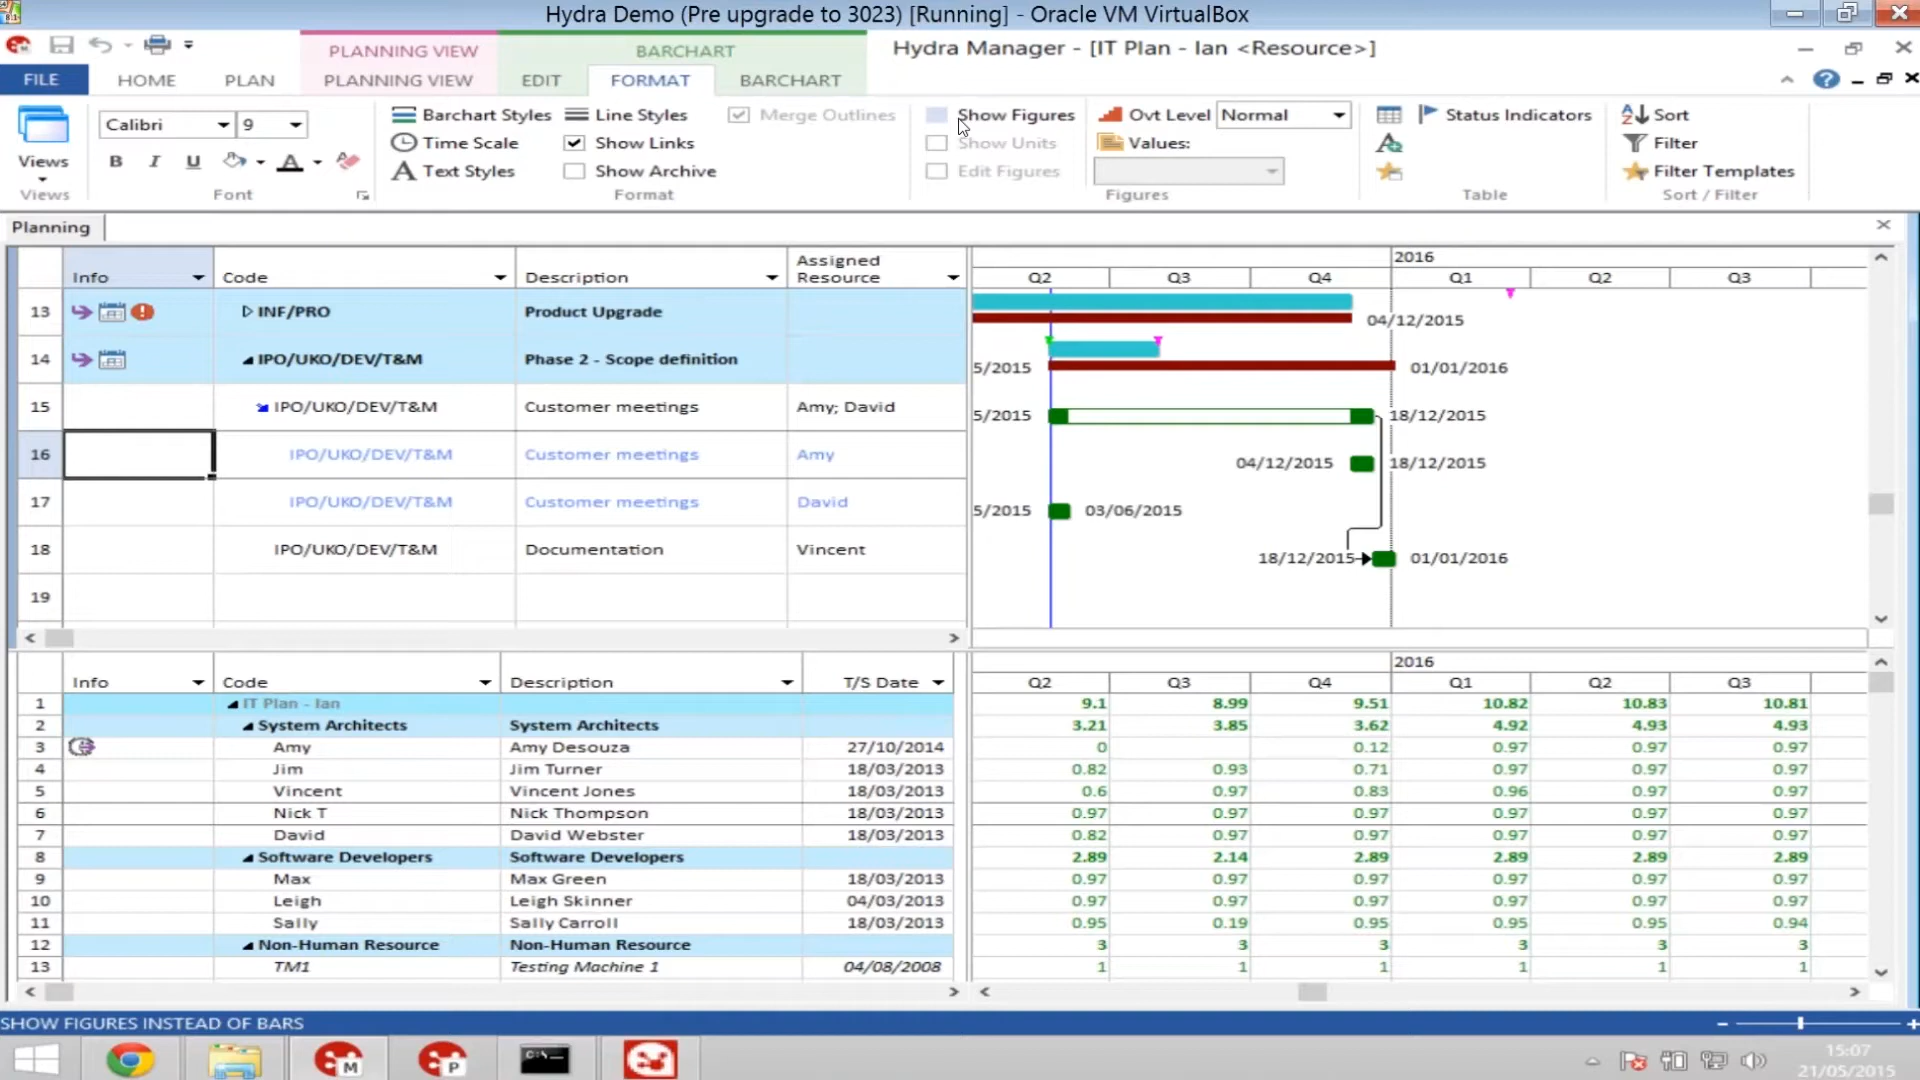 Hydra Demo (Pre upgrade to 3023) [Running] - Oracle VM VirtualBox
PLANNING VIEW BARCHART Hydra Manager - [IT Plan - Ian <Resource>]
FILE HOME PLAN PLANNING VIEW EDIT FORMAT BARCHART
Calibri 9 Barchart Styles Line Styles Merge Outlines Show Figures Ovt Level Normal Status Indicators Sort
Views B I U A Time Scale Show Links Show Units Values: Filter
Text Styles Show Archive Edit Figures Filter Templates
Views Font Format Figures Table Sort / Filter
Planning
Info Code Description Assigned Resource 2016
Q2 Q3 Q4 Q1 Q2 Q3
13 INF/PRO Product Upgrade 04/12/2015
14 IPO/UKO/DEV/T&M Phase 2 - Scope definition 5/2015 01/01/2016
15 IPO/UKO/DEV/T&M Customer meetings Amy; David 5/2015 18/12/2015
16 IPO/UKO/DEV/T&M Customer meetings Amy 04/12/2015 18/12/2015
17 IPO/UKO/DEV/T&M Customer meetings David 5/2015 03/06/2015
18 IPO/UKO/DEV/T&M Documentation Vincent 18/12/2015 01/01/2016
19
2016
Info Code Description T/S Date Q2 Q3 Q4 Q1 Q2 Q3
1 IT Plan - Ian 9.1 8.99 9.51 10.82 10.83 10.81
2 System Architects System Architects 3.21 3.85 3.62 4.92 4.93 4.93
3 Amy Amy Desouza 27/10/2014 0 0.12 0.97 0.97 0.97
4 Jim Jim Turner 18/03/2013 0.82 0.93 0.71 0.97 0.97 0.97
5 Vincent Vincent Jones 18/03/2013 0.6 0.97 0.83 0.96 0.97 0.97
6 Nick T Nick Thompson 18/03/2013 0.97 0.97 0.97 0.97 0.97 0.97
7 David David Webster 18/03/2013 0.82 0.97 0.97 0.97 0.97 0.97
8 Software Developers Software Developers 2.89 2.14 2.89 2.89 2.89 2.89
9 Max Max Green 18/03/2013 0.97 0.97 0.97 0.97 0.97 0.97
10 Leigh Leigh Skinner 04/03/2013 0.97 0.97 0.97 0.97 0.97 0.97
11 Sally Sally Carroll 18/03/2013 0.95 0.19 0.95 0.95 0.95 0.94
12 Non-Human Resource Non-Human Resource 3 3 3 3 3 3
13 TM1 Testing Machine 1 04/08/2008 1 1 1 1 1 1
SHOW FIGURES INSTEAD OF BARS
M P C:\
15:07
21/05/2015